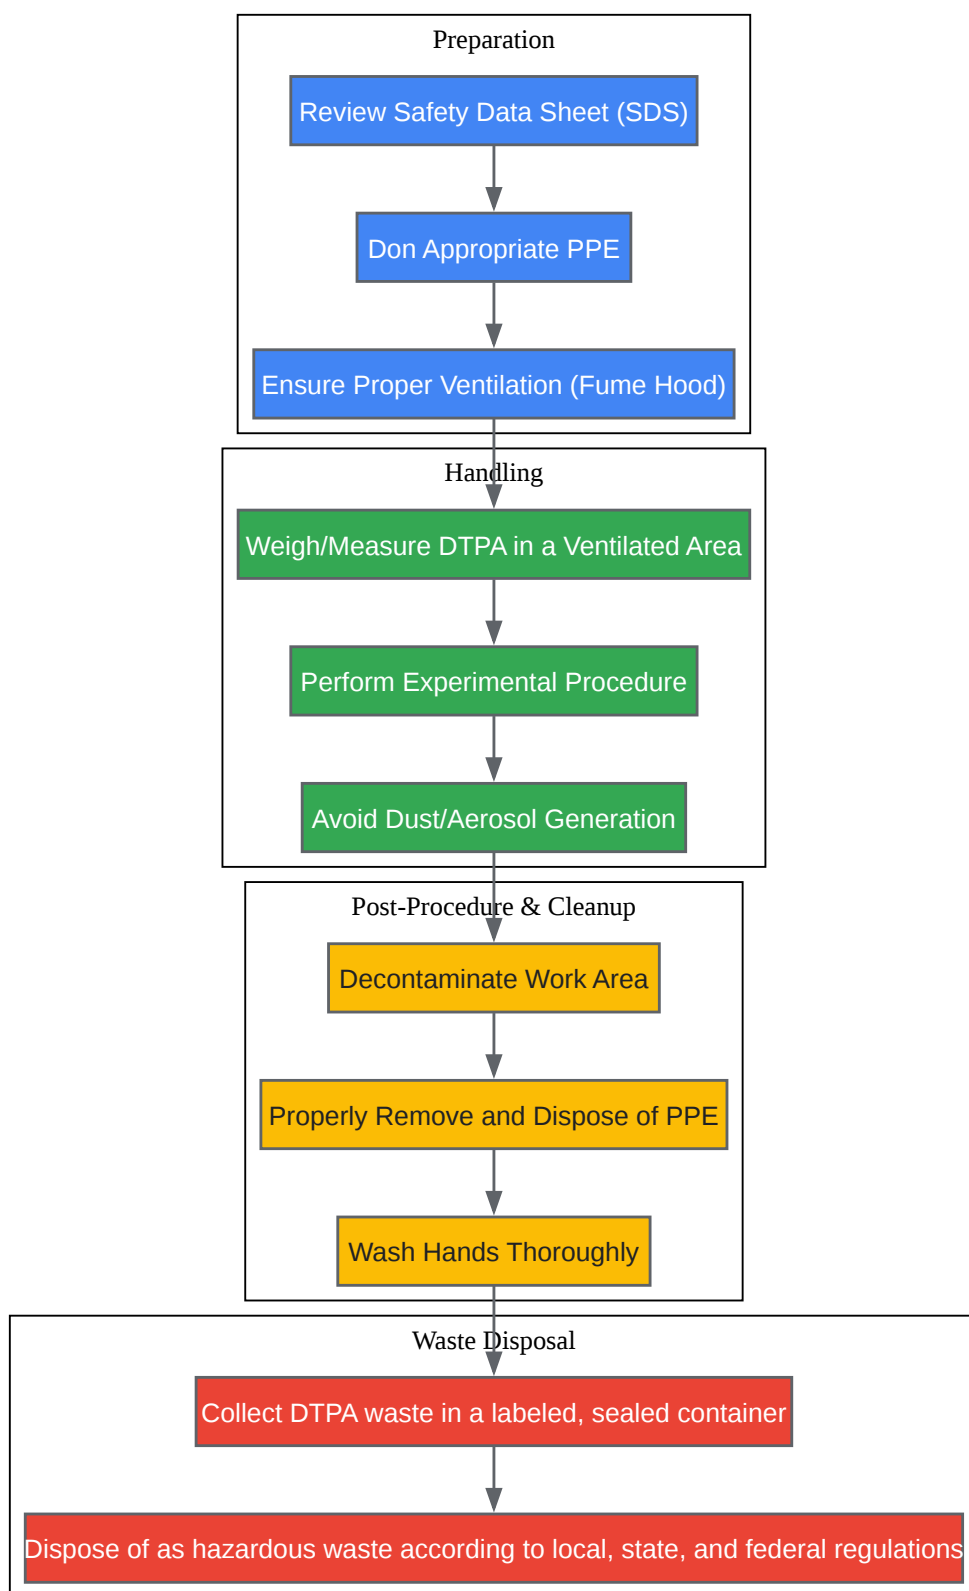 Preparation
Review Safety Data Sheet (SDS)
Don Appropriate PPE
Ensure Proper Ventilation (Fume Hood)
Handling
Weigh/Measure DTPA in a Ventilated Area
Perform Experimental Procedure
Avoid Dust/Aerosol Generation
Post-Procedure & Cleanup
Decontaminate Work Area
Properly Remove and Dispose of PPE
Wash Hands Thoroughly
Waste Disposal
Collect DTPA waste in a labeled, sealed container
Dispose of as hazardous waste according to local, state, and federal regulations